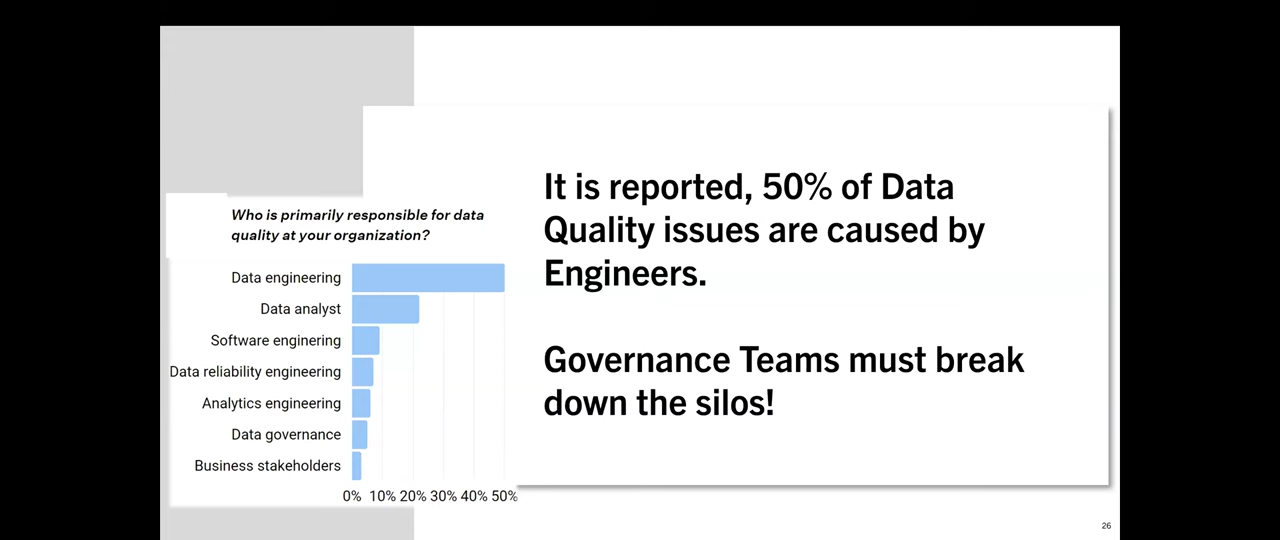 It is reported, 50% of Data
Quality issues are caused by
Engineers.
Governance Teams must break
down the silos!
Who is primarily responsible for data
quality at your organization?
Data engineering
Data analyst
Software enginering
Data reliability engineering
Analytics engineering
Data governance
Business stakeholders
0% 10% 20% 30% 40% 50%
26